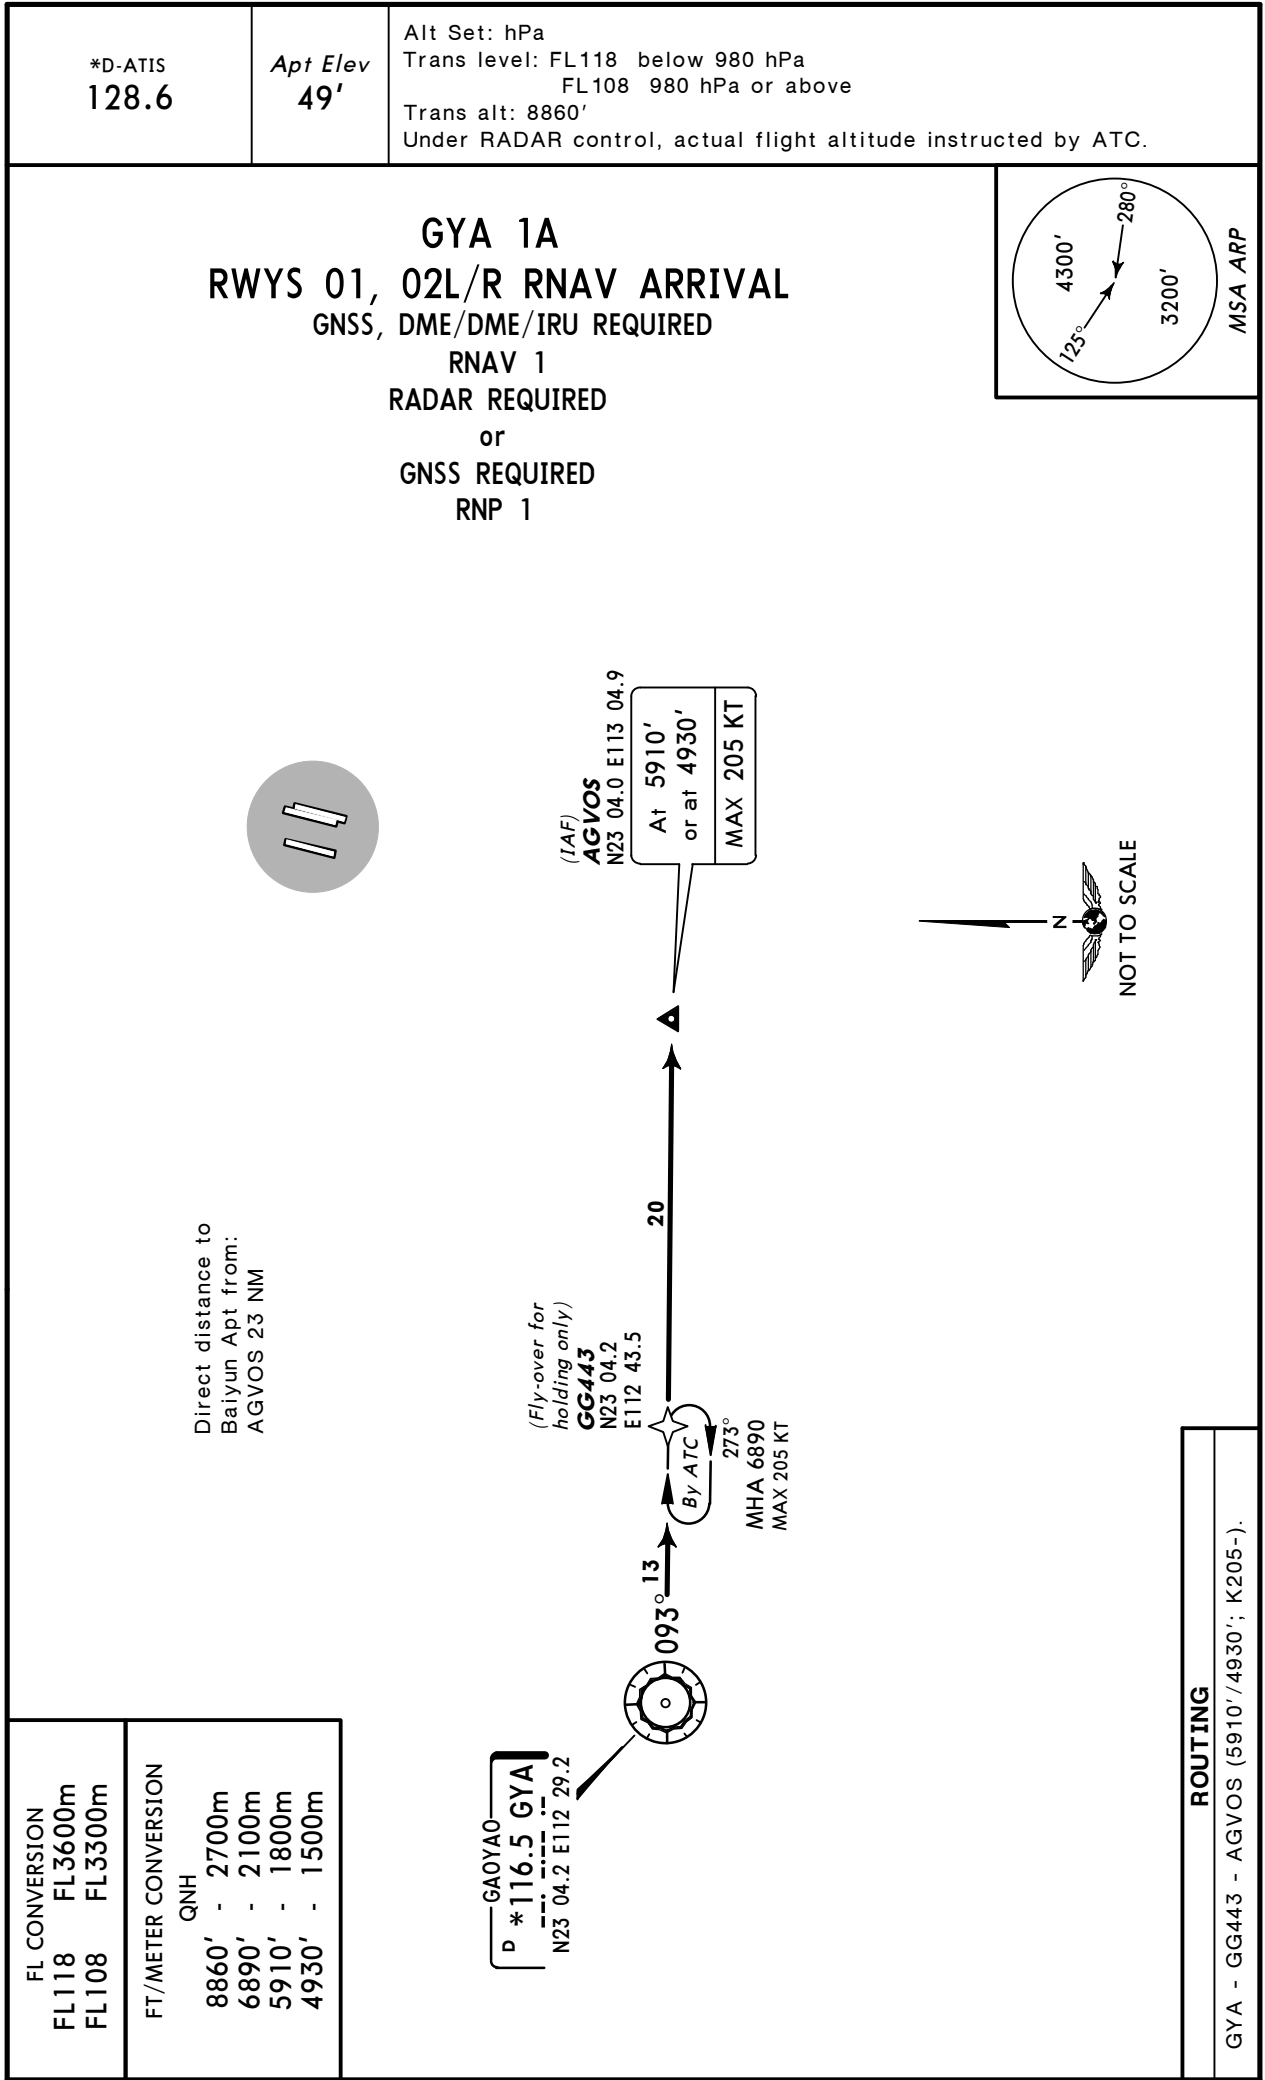 *D-ATIS
128.6
Apt Elev
49'
Alt Set: hPa
Trans level: FL118 below 980 hPa
FL108 980 hPa or above
Trans alt: 8860'
Under RADAR control, actual flight altitude instructed by ATC.
GYA 1A
RWYS 01, 02L/R RNAV ARRIVAL
GNSS, DME/DME/IRU REQUIRED
RNAV 1
RADAR REQUIRED
or
GNSS REQUIRED
RNP 1
125°
280°
4300'
3200'
MSA ARP
(IAF)
AGVOS
N23 04.0 E113 04.9
At 5910'
or at 4930'
MAX 205 KT
N
NOT TO SCALE
Direct distance to
Baiyun Apt from:
AGVOS 23 NM
20
(Fly-over for
holding only)
GG443
N23 04.2
E112 43.5
By ATC
273°
MHA 6890
MAX 205 KT
13
093°
GAOYAO
D *116.5 GYA
N23 04.2 E112 29.2
FL CONVERSION
FL118 FL3600m
FL108 FL3300m
FT/METER CONVERSION
QNH
8860' - 2700m
6890' - 2100m
5910' - 1800m
4930' - 1500m
ROUTING
GYA - GG443 - AGVOS (5910'/4930'; K205-).